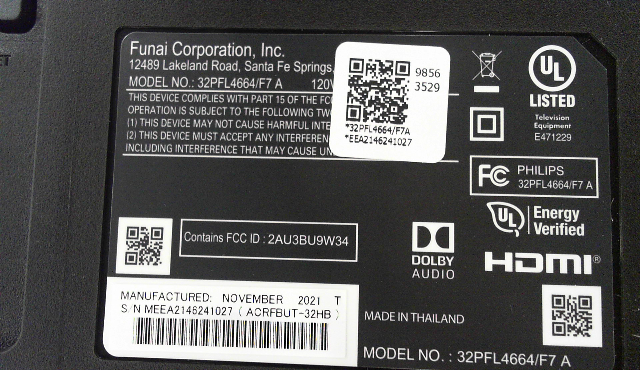 Funai Corporation, Inc.
12489 Lakeland Road, Santa Fe Springs,
MODEL NO.: 32PFL4664/F7 A 120V
THIS DEVICE COMPLIES WITH PART 15 OF THE FCC
OPERATION IS SUBJECT TO THE FOLLOWING TWO
(1) THIS DEVICE MAY NOT CAUSE HARMFUL INTE
(2) THIS DEVICE MUST ACCEPT ANY INTERFEREN
INCLUDING INTERFERENCE THAT MAY CAUSE UN
9856
3529
*32PFL4664/F7A
*EEA2146241027
UL
LISTED
Television
Equipment
E471229
FC PHILIPS
32PFL4664/F7 A
UL Energy
Verified
Contains FCC ID : 2AU3BU9W34
DOLBY
AUDIO
HDMI®
MANUFACTURED: NOVEMBER 2021 T
S/N MEEA2146241027 ( ACRFBUT-32HB )
MADE IN THAILAND
MODEL NO. : 32PFL4664/F7 A